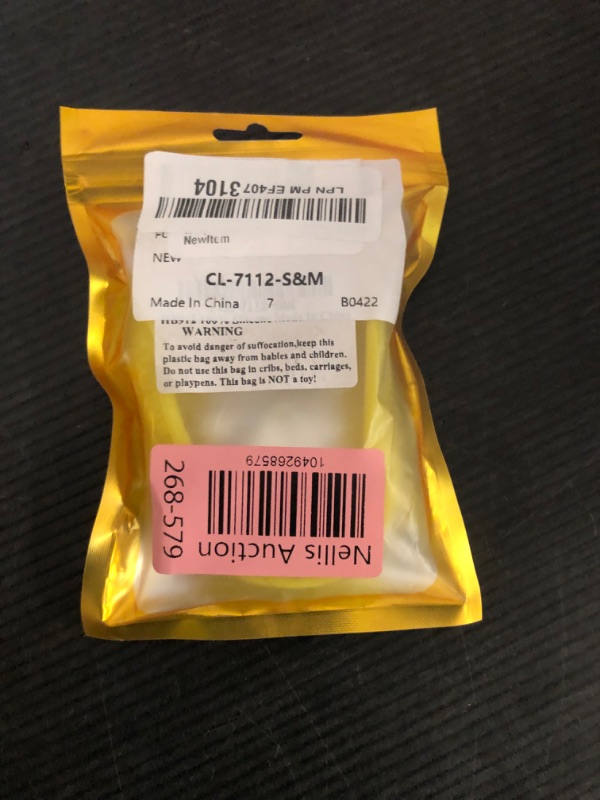 LPN PM EF407 3104
NewItem
CL-7112-S&M
Made In China 7 B0422
WARNING
To avoid danger of suffocation,keep this
plastic bag away from babies and children.
Do not use this bag in cribs, beds, carriages,
or playpens. This bag is NOT a toy!
1049268579
268-579
Nellis Auction